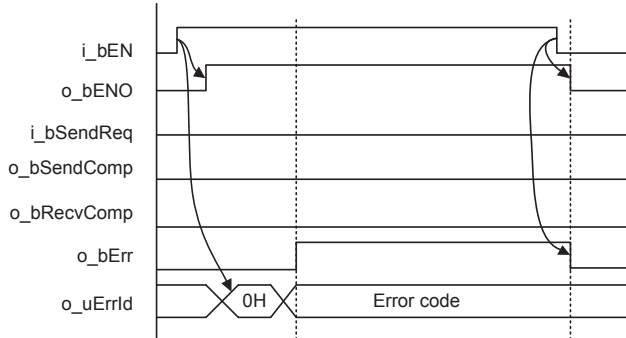 i_bEN
o_bENO
i_bSendReq
o_bSendComp
o_bRecvComp
o_bErr
o_uErrId
0H
Error code